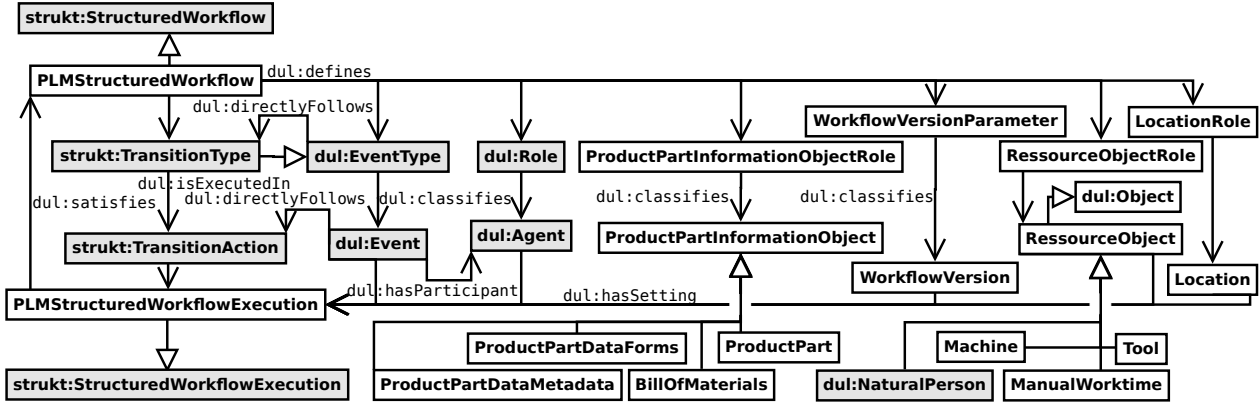 strukt:StructuredWorkflow
PLMStructuredWorkflow
dul:defines
dul:directlyFollows
WorkflowVersionParameter
LocationRole
strukt:TransitionType
dul:EventType
dul:Role
ProductPartInformationObjectRole
RessourceObjectRole
dul:isExecutedIn
dul:satisfies
dul:directlyFollows
dul:classifies
dul:classifies
dul:classifies
dul:Object
strukt:TransitionAction
dul:Event
dul:Agent
ProductPartInformationObject
RessourceObject
WorkflowVersion
Location
dul:hasParticipant
dul:hasSetting
PLMStructuredWorkflowExecution
ProductPartDataForms
ProductPart
Machine
Tool
strukt:StructuredWorkflowExecution
ProductPartDataMetadata
BillOfMaterials
dul:NaturalPerson
ManualWorktime